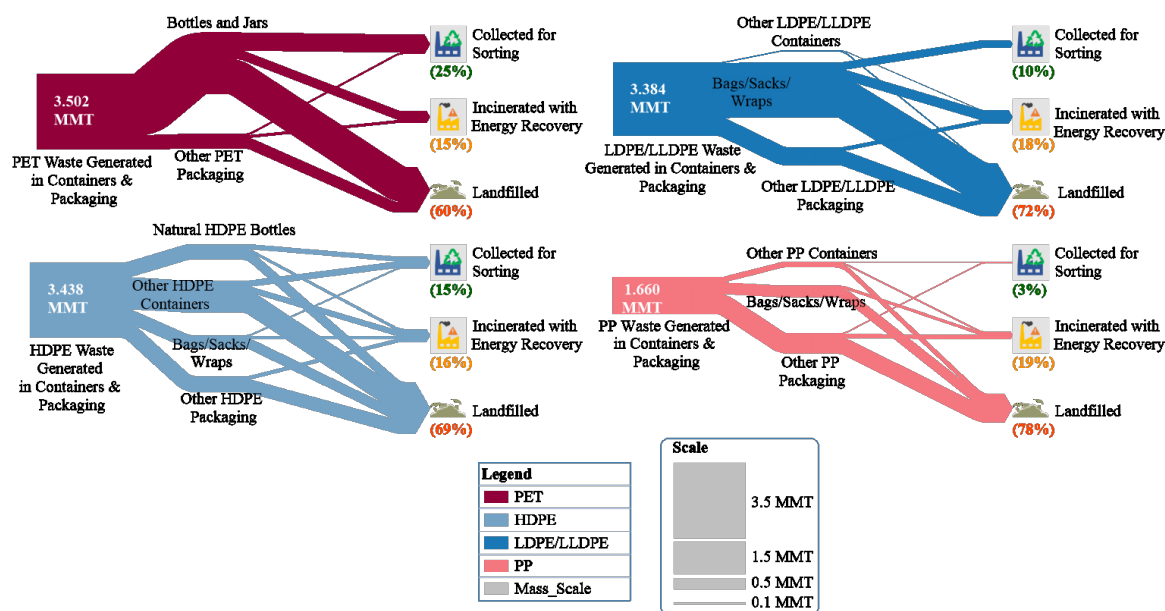 Bottles and Jars
3.502
MMT
PET Waste Generated
in Containers &
Packaging
Other PET
Packaging
Collected for
Sorting
(25%)
Incinerated with
Energy Recovery
(15%)
Landfilled
(60%)
Other LDPE/LLDPE
Containers
Bags/Sacks/
Wraps
3.384
MMT
LDPE/LLDPE Waste
Generated in Containers &
Packaging
Other LDPE/LLDPE
Packaging
Collected for
Sorting
(10%)
Incinerated with
Energy Recovery
(18%)
Landfilled
(72%)
Natural HDPE Bottles
3.438
MMT
Other HDPE
Containers
HDPE Waste
Generated
in Containers &
Packaging
Bags/Sacks/
Wraps
Other HDPE
Packaging
Collected for
Sorting
(15%)
Incinerated with
Energy Recovery
(16%)
Landfilled
(69%)
Other PP Containers
1.660
MMT
Bags/Sacks/Wraps
PP Waste Generated
in Containers &
Packaging
Other PP
Packaging
Collected for
Sorting
(3%)
Incinerated with
Energy Recovery
(19%)
Landfilled
(78%)
Legend
PET
HDPE
LDPE/LLDPE
PP
Mass_Scale
Scale
3.5 MMT
1.5 MMT
0.5 MMT
0.1 MMT